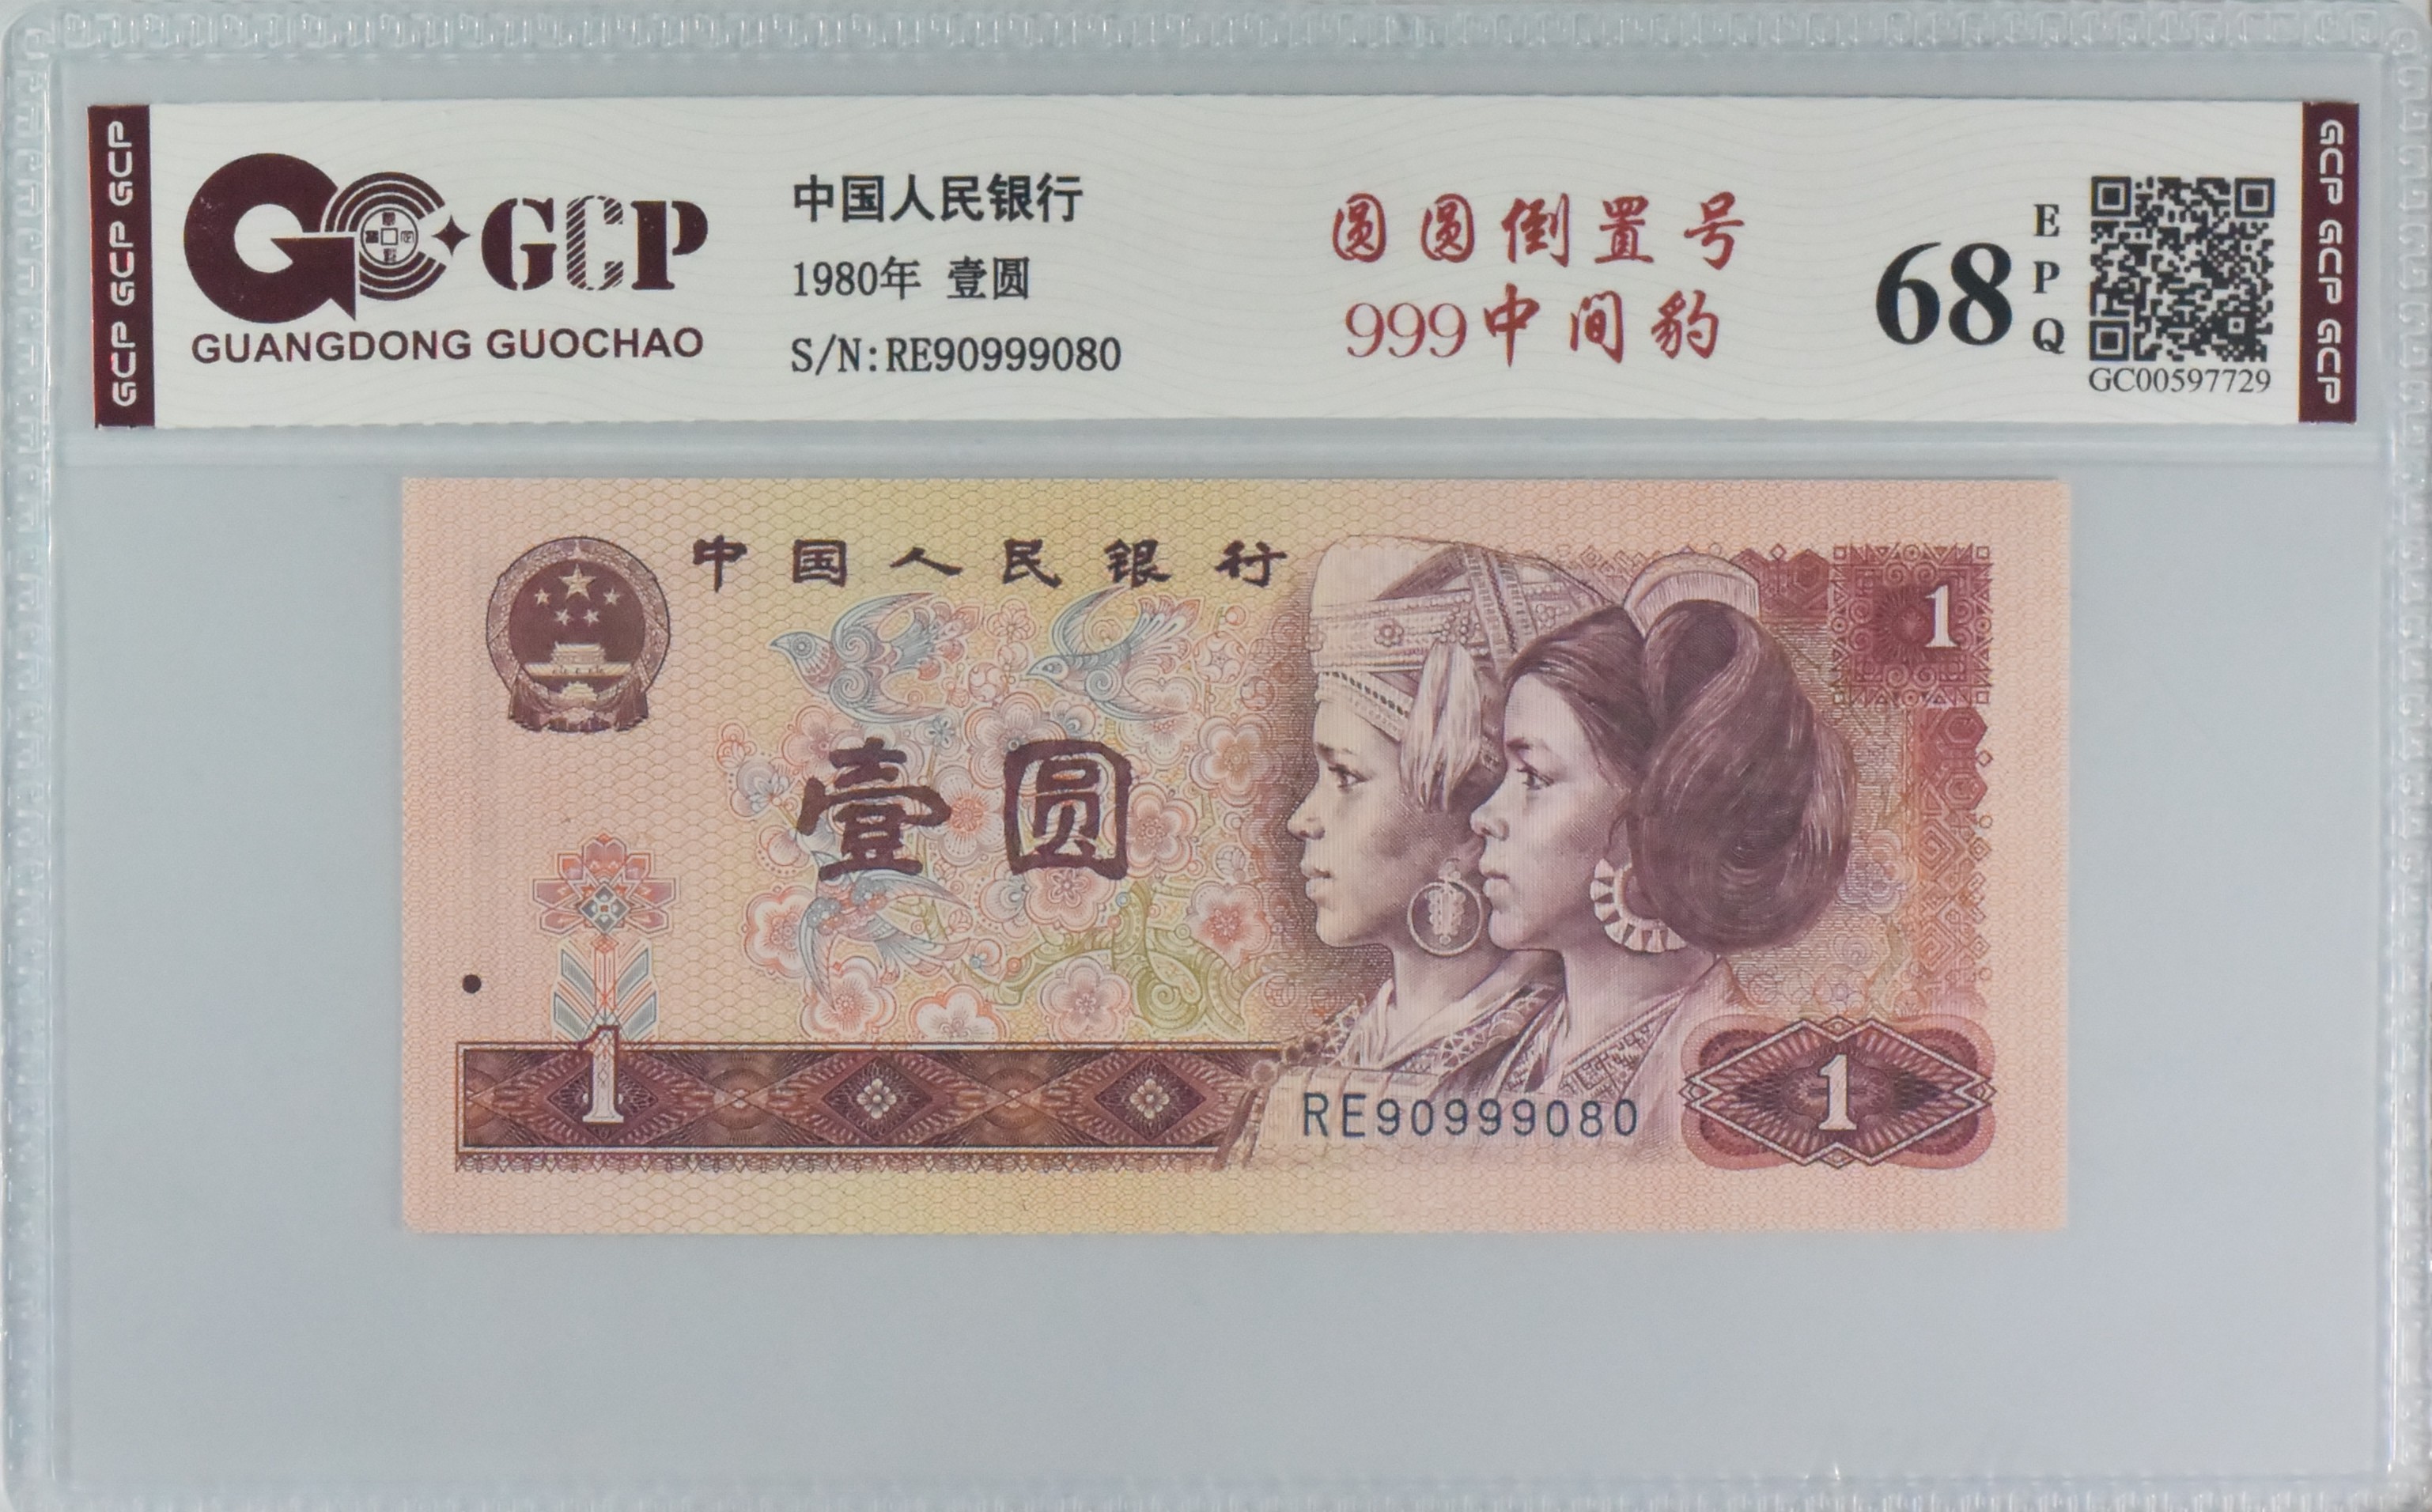 GCP GCP GCP
GCP
GUANGDONG GUOCHAO
中国人民银行
1980年 壹圆
S/N:RE90999080
圆圆倒置号
999中间豹
68
EPQ
GC00597729
GCP GCP GCP
中国人民银行
1
壹圆
1
RE90999080
1